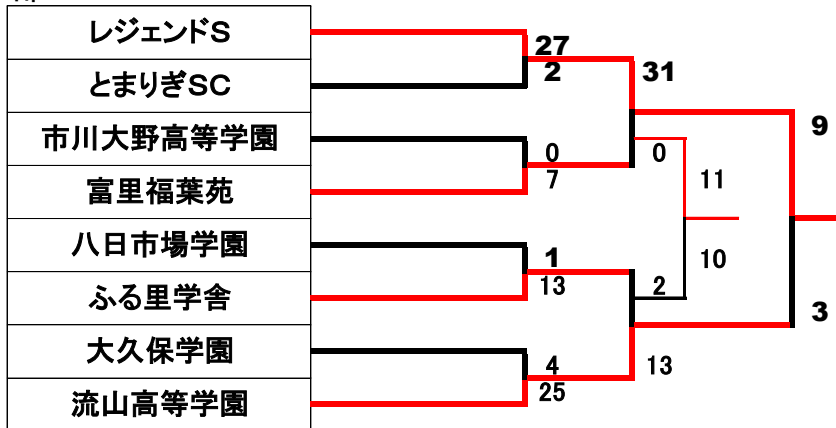 レジェンドS
とまりぎSC
市川大野高等学園
富里福葉苑
八日市場学園
ふる里学舎
大久保学園
流山高等学園
27
2
0
7
1
13
4
25
31
0
2
13
11
10
9
3